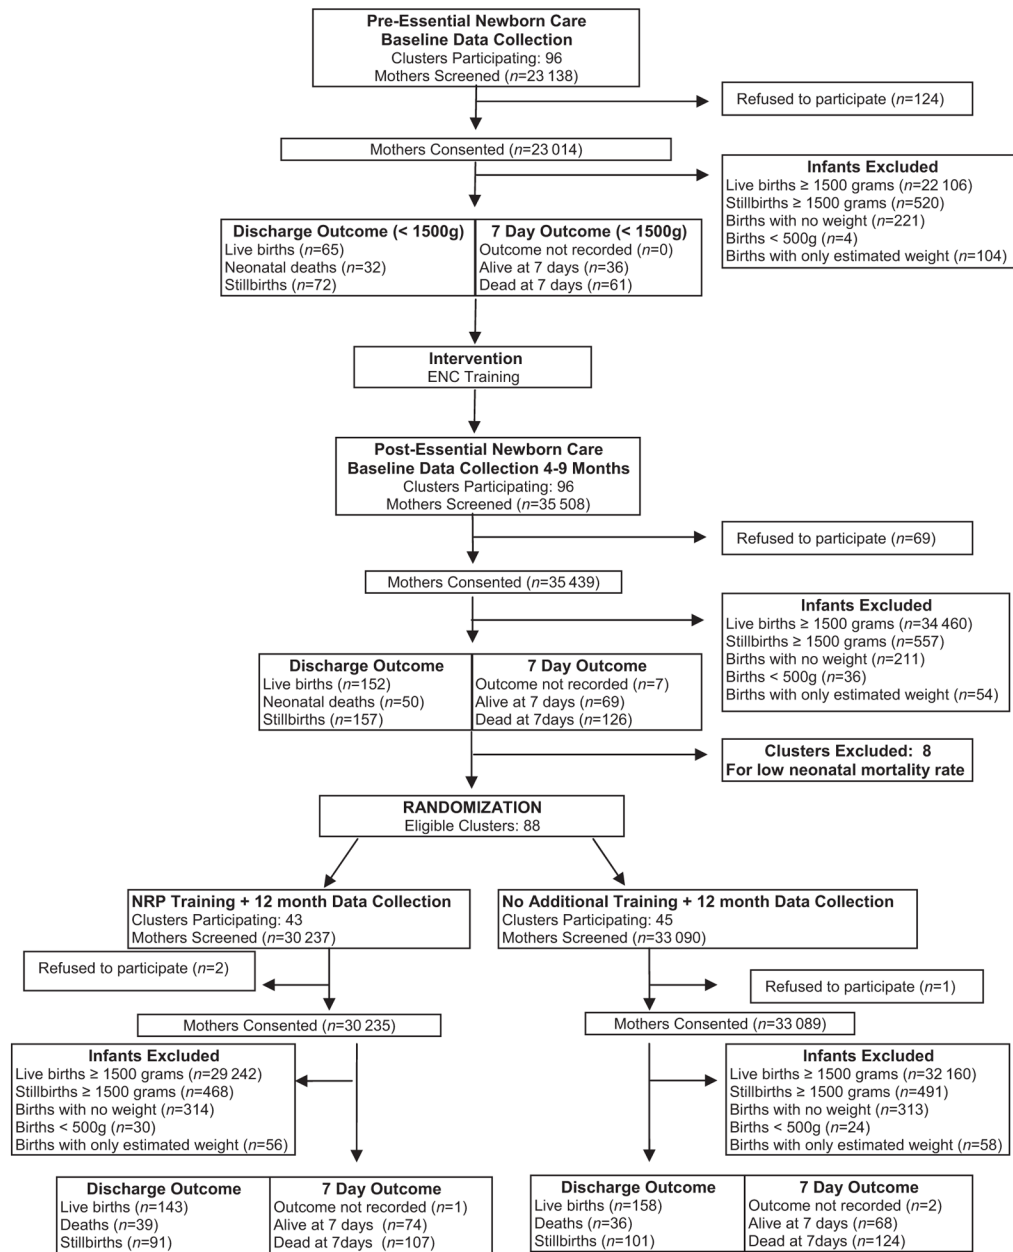 Pre-Essential Newborn Care
Baseline Data Collection
Clusters Participating: 96
Mothers Screened (n=23 138)
Refused to participate (n=124)
Mothers Consented (n=23 014)
Infants Excluded
Live births ≥ 1500 grams (n=22 106)
Stillbirths ≥ 1500 grams (n=520)
Births with no weight (n=221)
Births < 500g (n=4)
Births with only estimated weight (n=104)
Discharge Outcome (< 1500g)
Live births (n=65)
Neonatal deaths (n=32)
Stillbirths (n=72)
7 Day Outcome (< 1500g)
Outcome not recorded (n=0)
Alive at 7 days (n=36)
Dead at 7 days (n=61)
Intervention
ENC Training
Post-Essential Newborn Care
Baseline Data Collection 4-9 Months
Clusters Participating: 96
Mothers Screened (n=35 508)
Refused to participate (n=69)
Mothers Consented (n=35 439)
Infants Excluded
Live births ≥ 1500 grams (n=34 460)
Stillbirths ≥ 1500 grams (n=557)
Births with no weight (n=211)
Births < 500g (n=36)
Births with only estimated weight (n=54)
Discharge Outcome
Live births (n=152)
Neonatal deaths (n=50)
Stillbirths (n=157)
7 Day Outcome
Outcome not recorded (n=7)
Alive at 7 days (n=69)
Dead at 7days (n=126)
Clusters Excluded: 8
For low neonatal mortality rate
RANDOMIZATION
Eligible Clusters: 88
NRP Training + 12 month Data Collection
Clusters Participating: 43
Mothers Screened (n=30 237)
No Additional Training + 12 month Data Collection
Clusters Participating: 45
Mothers Screened (n=33 090)
Refused to participate (n=2)
Refused to participate (n=1)
Mothers Consented (n=30 235)
Mothers Consented (n=33 089)
Infants Excluded
Live births ≥ 1500 grams (n=29 242)
Stillbirths ≥ 1500 grams (n=468)
Births with no weight (n=314)
Births < 500g (n=30)
Births with only estimated weight (n=56)
Infants Excluded
Live births ≥ 1500 grams (n=32 160)
Stillbirths ≥ 1500 grams (n=491)
Births with no weight (n=313)
Births < 500g (n=24)
Births with only estimated weight (n=58)
Discharge Outcome
Live births (n=143)
Deaths (n=39)
Stillbirths (n=91)
7 Day Outcome
Outcome not recorded (n=1)
Alive at 7 days (n=74)
Dead at 7days (n=107)
Discharge Outcome
Live births (n=158)
Deaths (n=36)
Stillbirths (n=101)
7 Day Outcome
Outcome not recorded (n=2)
Alive at 7 days (n=68)
Dead at 7days (n=124)